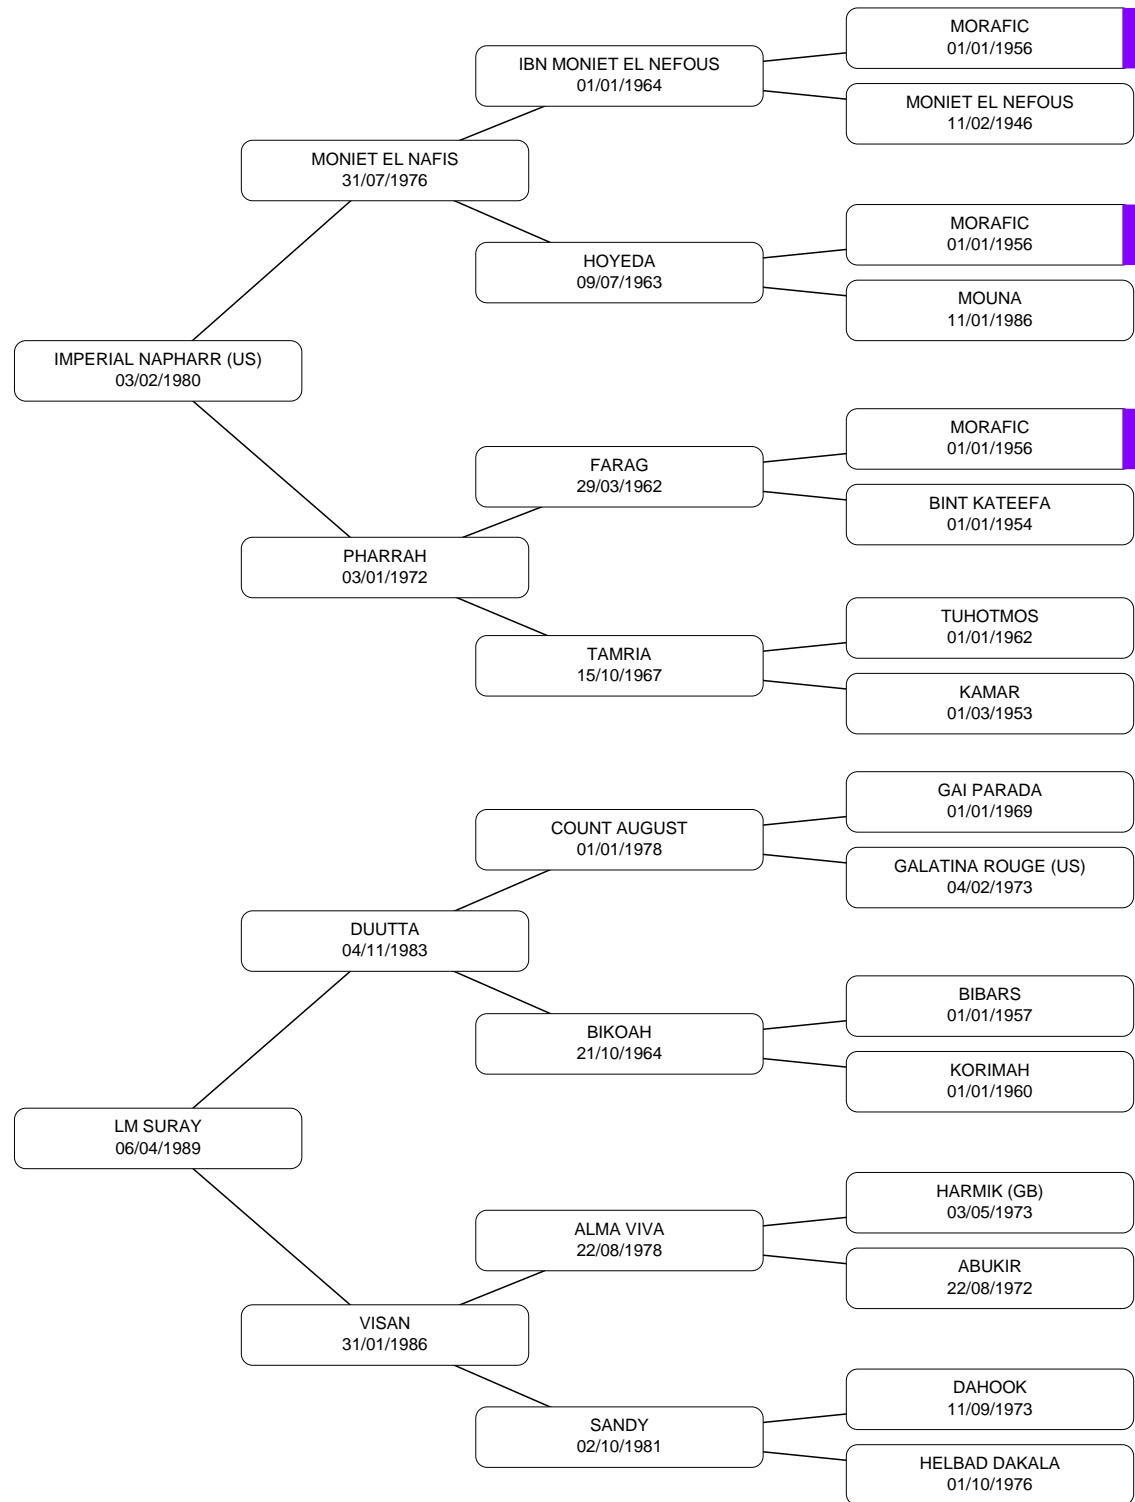 MORAFIC
01/01/1956
IBN MONIET EL NEFOUS
01/01/1964
MONIET EL NEFOUS
11/02/1946
MONIET EL NAFIS
31/07/1976
MORAFIC
01/01/1956
HOYEDA
09/07/1963
MOUNA
11/01/1986
IMPERIAL NAPHARR (US)
03/02/1980
MORAFIC
01/01/1956
FARAG
29/03/1962
BINT KATEEFA
01/01/1954
PHARRAH
03/01/1972
TUHOTMOS
01/01/1962
TAMRIA
15/10/1967
KAMAR
01/03/1953
GAI PARADA
01/01/1969
COUNT AUGUST
01/01/1978
GALATINA ROUGE (US)
04/02/1973
DUUTTA
04/11/1983
BIBARS
01/01/1957
BIKOAH
21/10/1964
KORIMAH
01/01/1960
LM SURAY
06/04/1989
HARMIK (GB)
03/05/1973
ALMA VIVA
22/08/1978
ABUKIR
22/08/1972
VISAN
31/01/1986
DAHOOK
11/09/1973
SANDY
02/10/1981
HELBAD DAKALA
01/10/1976